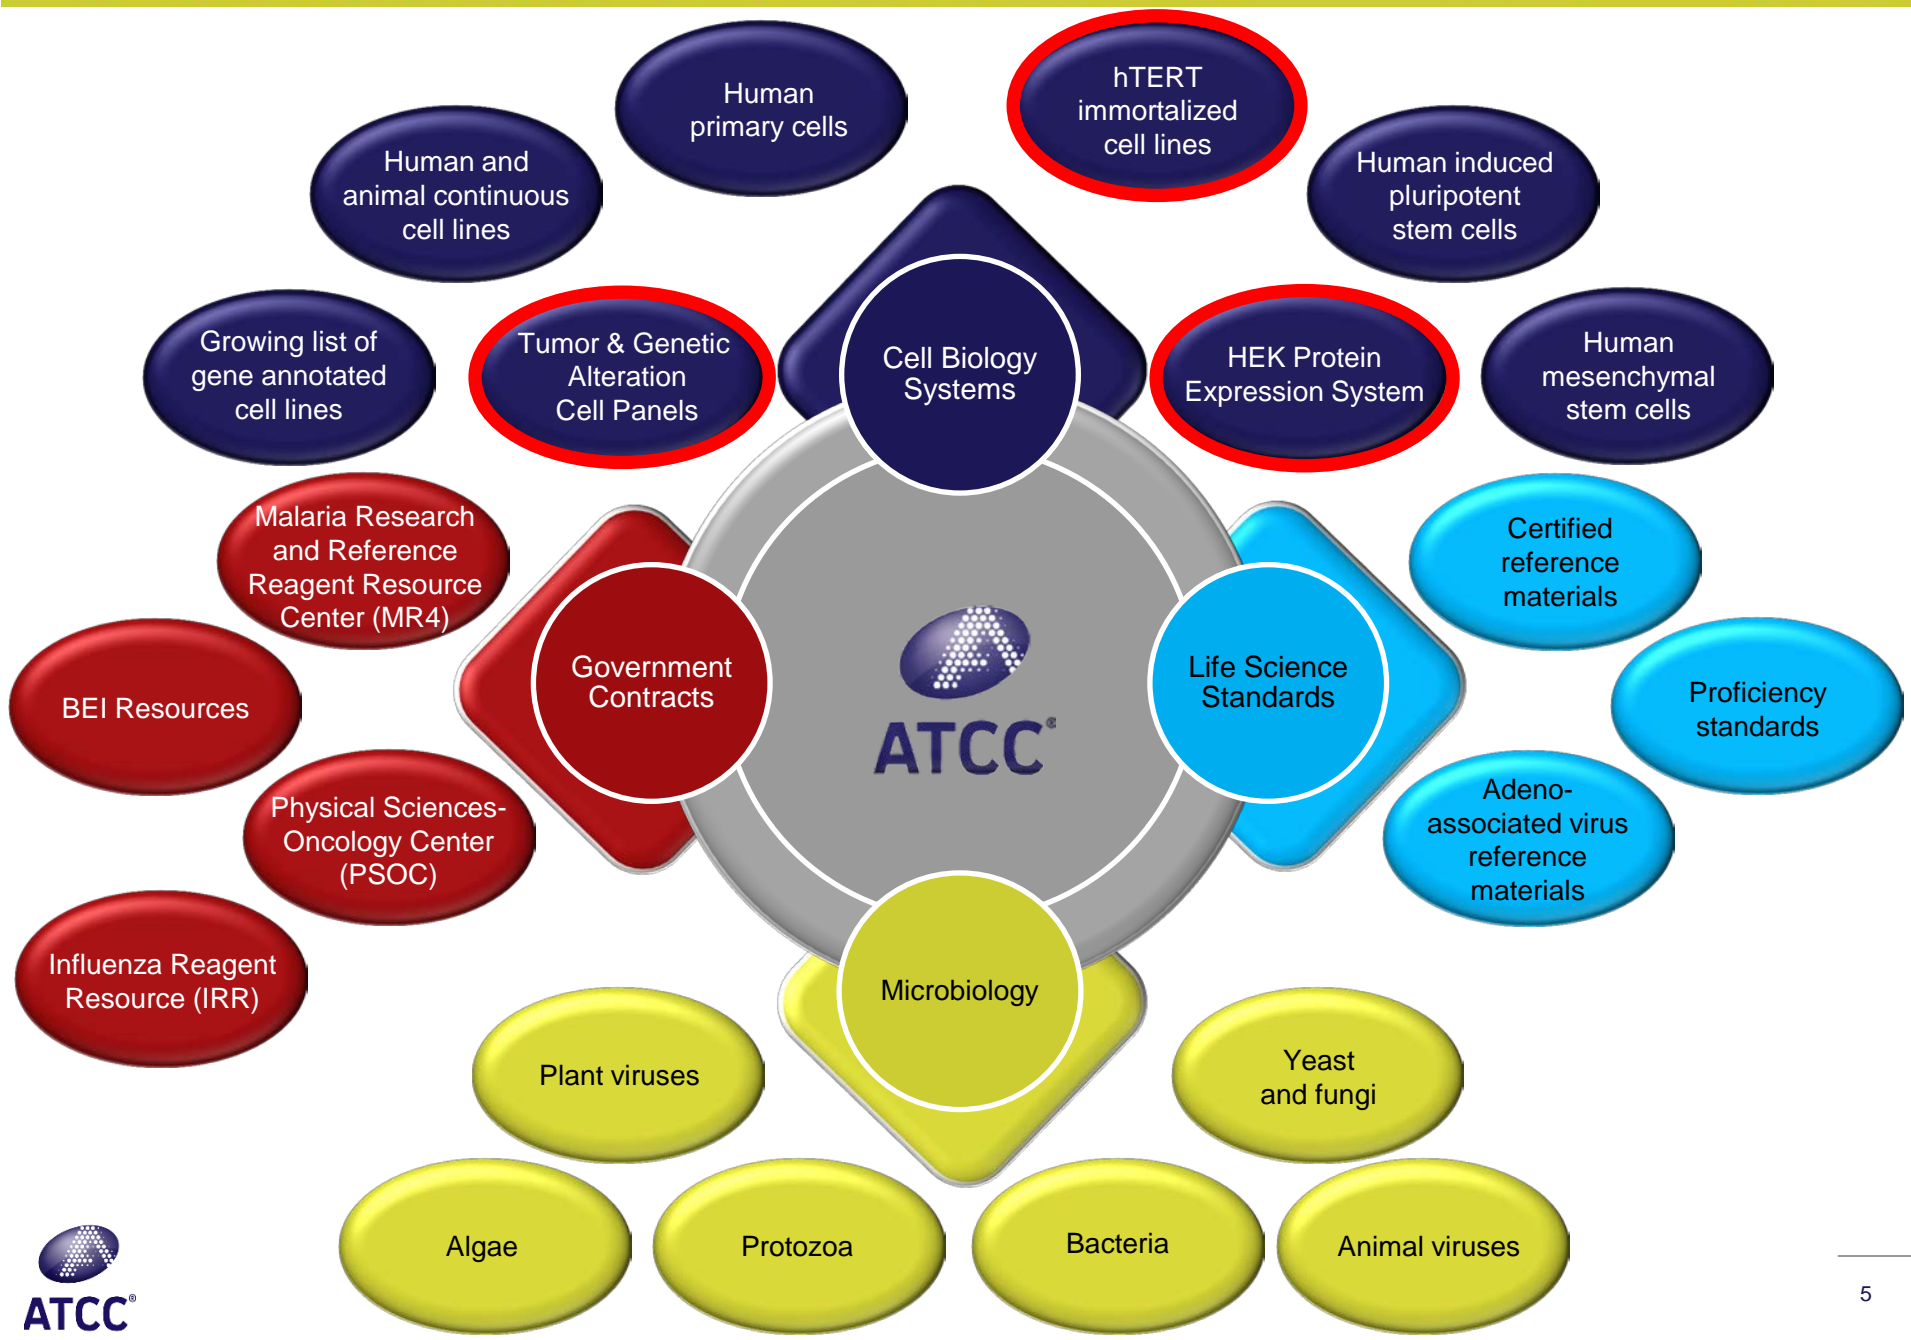 Human
primary cells
hTERT
immortalized
cell lines
Human and
animal continuous
cell lines
Human induced
pluripotent
stem cells
Growing list of
gene annotated
cell lines
Tumor & Genetic
Alteration
Cell Panels
Cell Biology
Systems
HEK Protein
Expression System
Human
mesenchymal
stem cells
Malaria Research
and Reference
Reagent Resource
Center (MR4)
Certified
reference
materials
BEI Resources
Government
Contracts
ATCC®
Life Science
Standards
Proficiency
standards
Physical Sciences-
Oncology Center
(PSOC)
Adeno-
associated virus
reference
materials
Influenza Reagent
Resource (IRR)
Microbiology
Plant viruses
Yeast
and fungi
Algae
Protozoa
Bacteria
Animal viruses
ATCC®
5